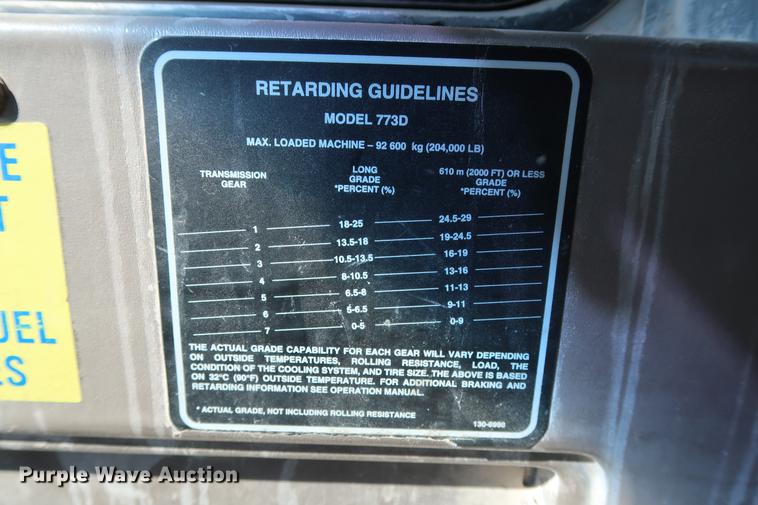 RETARDING GUIDELINES
MODEL 773D
MAX. LOADED MACHINE – 92 600 kg (204,000 LB)
TRANSMISSION GEAR LONG GRADE *PERCENT (%) 610 m (2000 FT) OR LESS GRADE *PERCENT (%)
1 18-25 24.5-29
2 13.5-18 19-24.5
3 10.5-13.5 16-19
4 8-10.5 13-16
5 6.5-8 11-13
6 5-6.5 9-11
7 0-5 0-9
THE ACTUAL GRADE CAPABILITY FOR EACH GEAR WILL VARY DEPENDING
ON OUTSIDE TEMPERATURES, ROLLING RESISTANCE, LOAD, THE
CONDITION OF THE COOLING SYSTEM, AND TIRE SIZE. THE ABOVE IS BASED
ON 32°C (90°F) OUTSIDE TEMPERATURE. FOR ADDITIONAL BRAKING AND
RETARDING INFORMATION SEE OPERATION MANUAL.
* ACTUAL GRADE, NOT INCLUDING ROLLING RESISTANCE
130-6980
E
T
UEL
LS
Purple Wave Auction